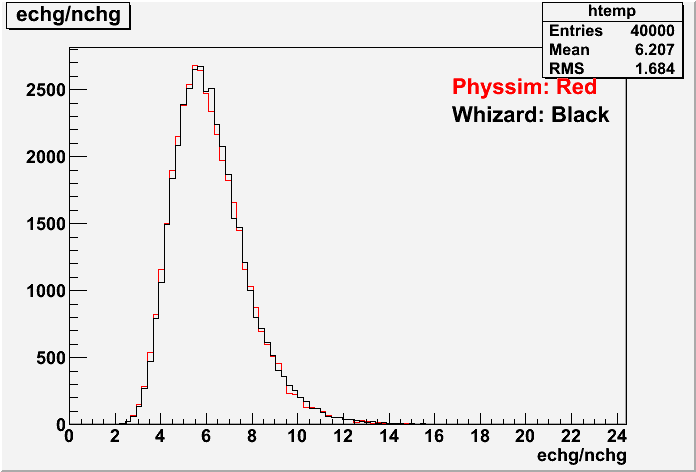 echg/nchg
htemp
Entries 40000
Mean 6.207
RMS 1.684
Physsim: Red
Whizard: Black
2500
2000
1500
1000
500
0
0 2 4 6 8 10 12 14 16 18 20 22 24
echg/nchg